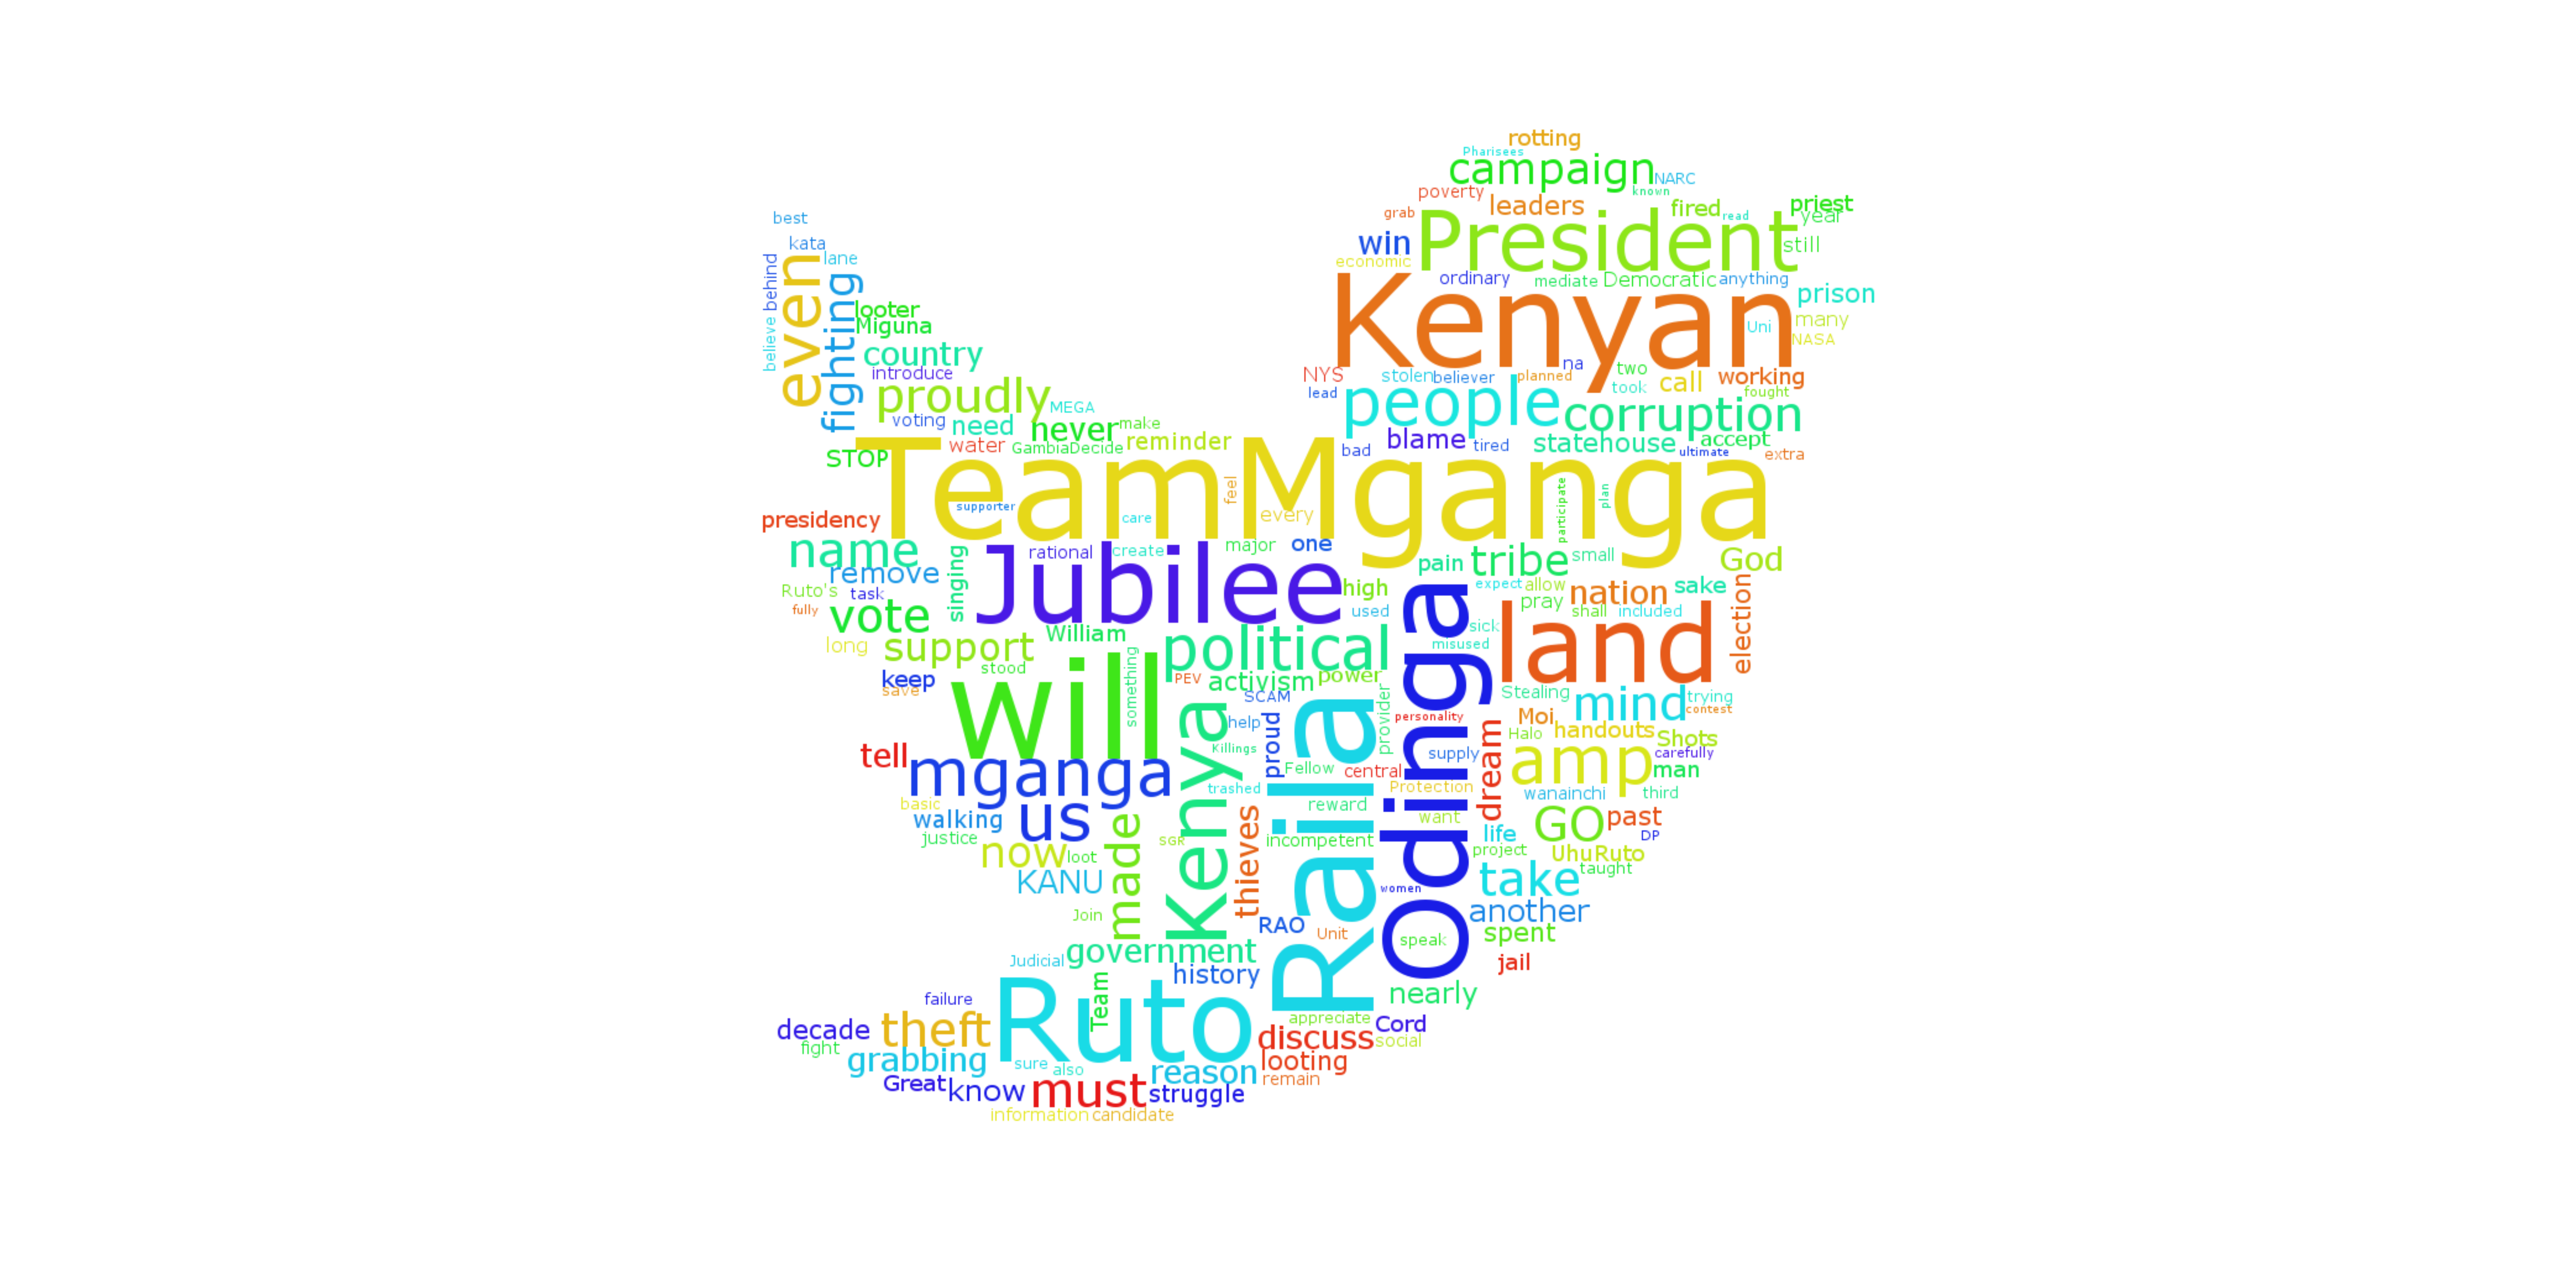 rotting
Pharisees
campaign
NARC
known
poverty
grab
leaders
fired
read
priest
year
best
win
President
still
kata
lane
economic
even
behind
fighting
ordinary
mediate
Democratic
anything
Kenyan
prison
looter
Miguna
believe
Uni
many
NASA
country
introduce
NYS
stolen
believer
planned
na
two
call
working
proudly
MEGA
lead
people
took
fought
corruption
voting
need
never
make
reminder
blame
tired
statehouse
accept
STOP
water
GambiaDecide
bad
ultimate
extra
TeamMganga
feel
participate
plan
supporter
care
every
presidency
name
singing
Jubilee
rational
create
major
one
pain
tribe
small
God
remove
Ruto's
task
high
expect
allow
nation
sake
election
fully
vote
used
Odinga
pray
shall
included
long
support
William
political
sick
misused
land
stood
will
something
PEV
activism
power
keep
save
SCAM
provider
Stealing
mind
trying
contest
Kenya
help
proud
Raila
personality
dream
Moi
Halo
handouts
Shots
tell
Killings
supply
amp
carefully
mganga
Fellow
central
man
trashed
Protection
wanainchi
third
basic
us
reward
walking
made
thieves
want
GO
past
justice
SGR
incompetent
life
DP
now
loot
project
UhuRuto
taught
KANU
women
take
Join
RAO
Unit
another
speak
spent
government
Judicial
history
jail
failure
Ruto
Team
nearly
decade
theft
appreciate
Cord
fight
discuss
social
grabbing
sure
also
reason
looting
remain
Great
know
must
struggle
information
candidate